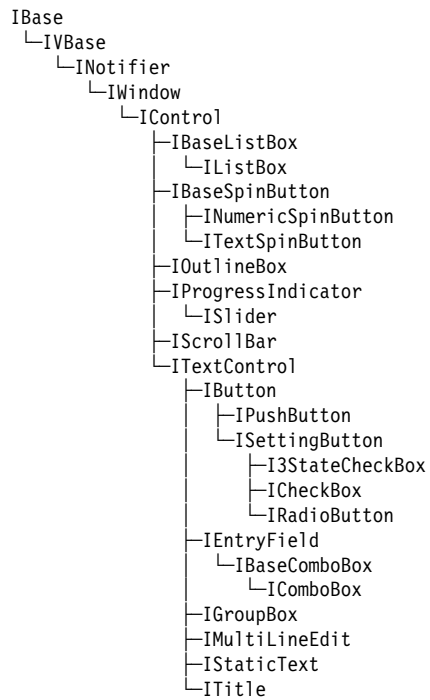 IBase
IVBase
INotifier
IWindow
IControl
IBaseListBox
IListBox
IBaseSpinButton
INumericSpinButton
ITextSpinButton
IOutlineBox
IProgressIndicator
ISlider
IScrollBar
ITextControl
IButton
IPushButton
ISettingButton
I3StateCheckBox
ICheckBox
IRadioButton
IEntryField
IBaseComboBox
IComboBox
IGroupBox
IMultiLineEdit
IStaticText
ITitle